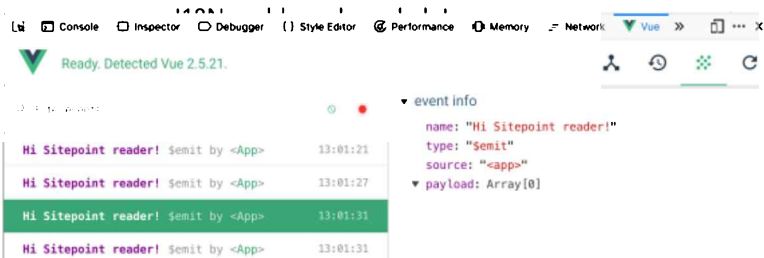 Console Inspector Debugger { } Style Editor Performance Memory Network Vue » ··· X
Ready. Detected Vue 2.5.21.
Hi Sitepoint reader! $emit by <App> 13:01:21
Hi Sitepoint reader! $emit by <App> 13:01:27
Hi Sitepoint reader! $emit by <App> 13:01:31
Hi Sitepoint reader! $emit by <App> 13:01:31
event info
name: "Hi Sitepoint reader!"
type: "$emit"
source: "<app>"
payload: Array[0]